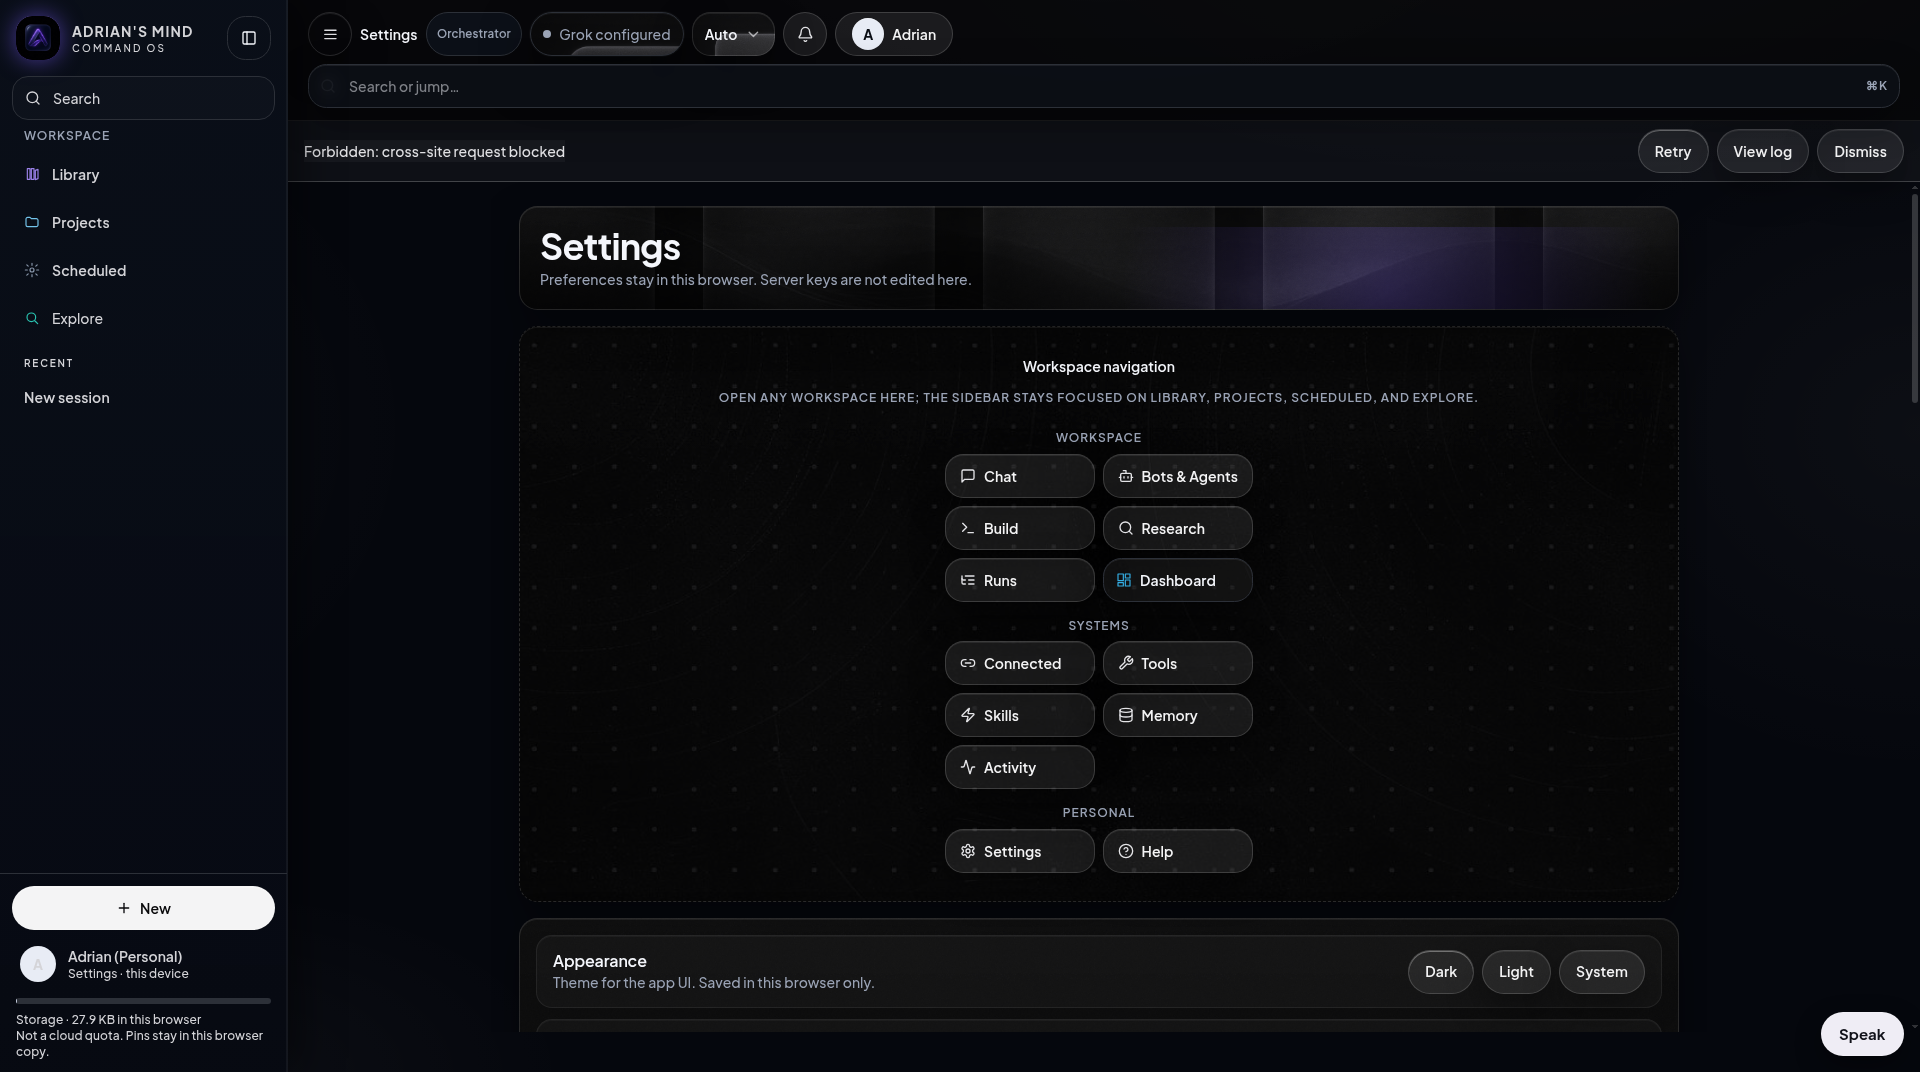 ADRIAN'S MIND
COMMAND OS
Search
WORKSPACE
Library
Projects
Scheduled
Explore
RECENT
New session
New
A
Adrian (Personal)
Settings · this device
Storage · 27.9 KB in this browser
Not a cloud quota. Pins stay in this browser
copy.
Settings
Orchestrator
Grok configured
Auto
A
Adrian
Search or jump…
⌘K
Forbidden: cross-site request blocked
Retry
View log
Dismiss
Settings
Preferences stay in this browser. Server keys are not edited here.
Workspace navigation
OPEN ANY WORKSPACE HERE; THE SIDEBAR STAYS FOCUSED ON LIBRARY, PROJECTS, SCHEDULED, AND EXPLORE.
WORKSPACE
Chat
Bots & Agents
Build
Research
Runs
Dashboard
SYSTEMS
Connected
Tools
Skills
Memory
Activity
PERSONAL
Settings
Help
Appearance
Theme for the app UI. Saved in this browser only.
Dark
Light
System
Speak